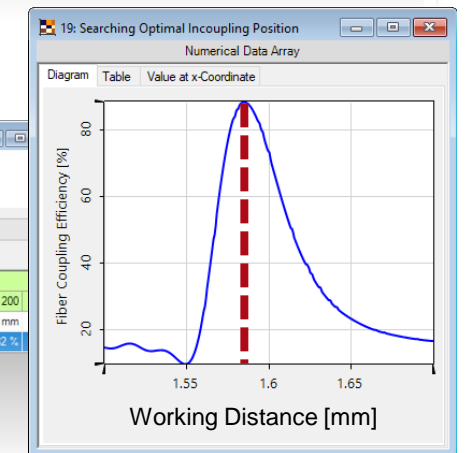 19: Searching Optimal Incoupling Position
Numerical Data Array
Diagram Table Value at x-Coordinate
Fiber Coupling Efficiency [%]
80
60
40
20
1.55 1.6 1.65
Working Distance [mm]
200
mm
2 %